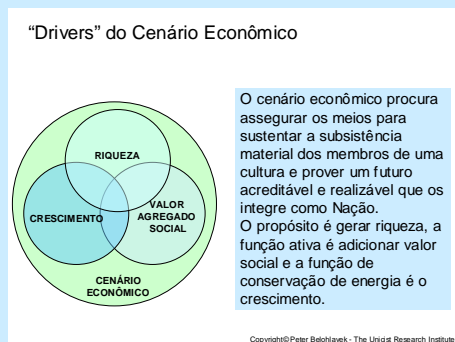 “Drivers” do Cenário Econômico
RIQUEZA
CRESCIMENTO
VALOR
AGREGADO
SOCIAL
CENÁRIO
ECONÔMICO
O cenário econômico procura
assegurar os meios para
sustentar a subsistência
material dos membros de uma
cultura e prover um futuro
acreditável e realizável que os
integre como Nação.
O propósito é gerar riqueza, a
função ativa é adicionar valor
social e a função de
conservação de energia é o
crescimento.
Copyright©Peter Belohlavek - The Unicist Research Institute